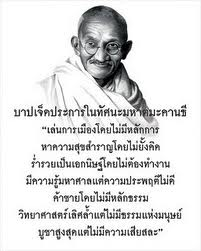 บาปเจ็ดประการในทัศนะมหาตมะคานธี
"เล่นการเมืองโดยไม่มีหลักการ
หาความสุขสำราญโดยไม่ยั้งคิด
ร่ำรวยเป็นเอกนิษฐ์โดยไม่ต้องทำงาน
มีความรู้มหาศาลแต่ความประพฤติไม่ดี
ค้าขายโดยไม่มีหลักธรรม
วิทยาศาสตร์เลิศล้ำแต่ไม่มีธรรมแห่งมนุษย์
บูชาสูงสุดแต่ไม่มีความเสียสละ"